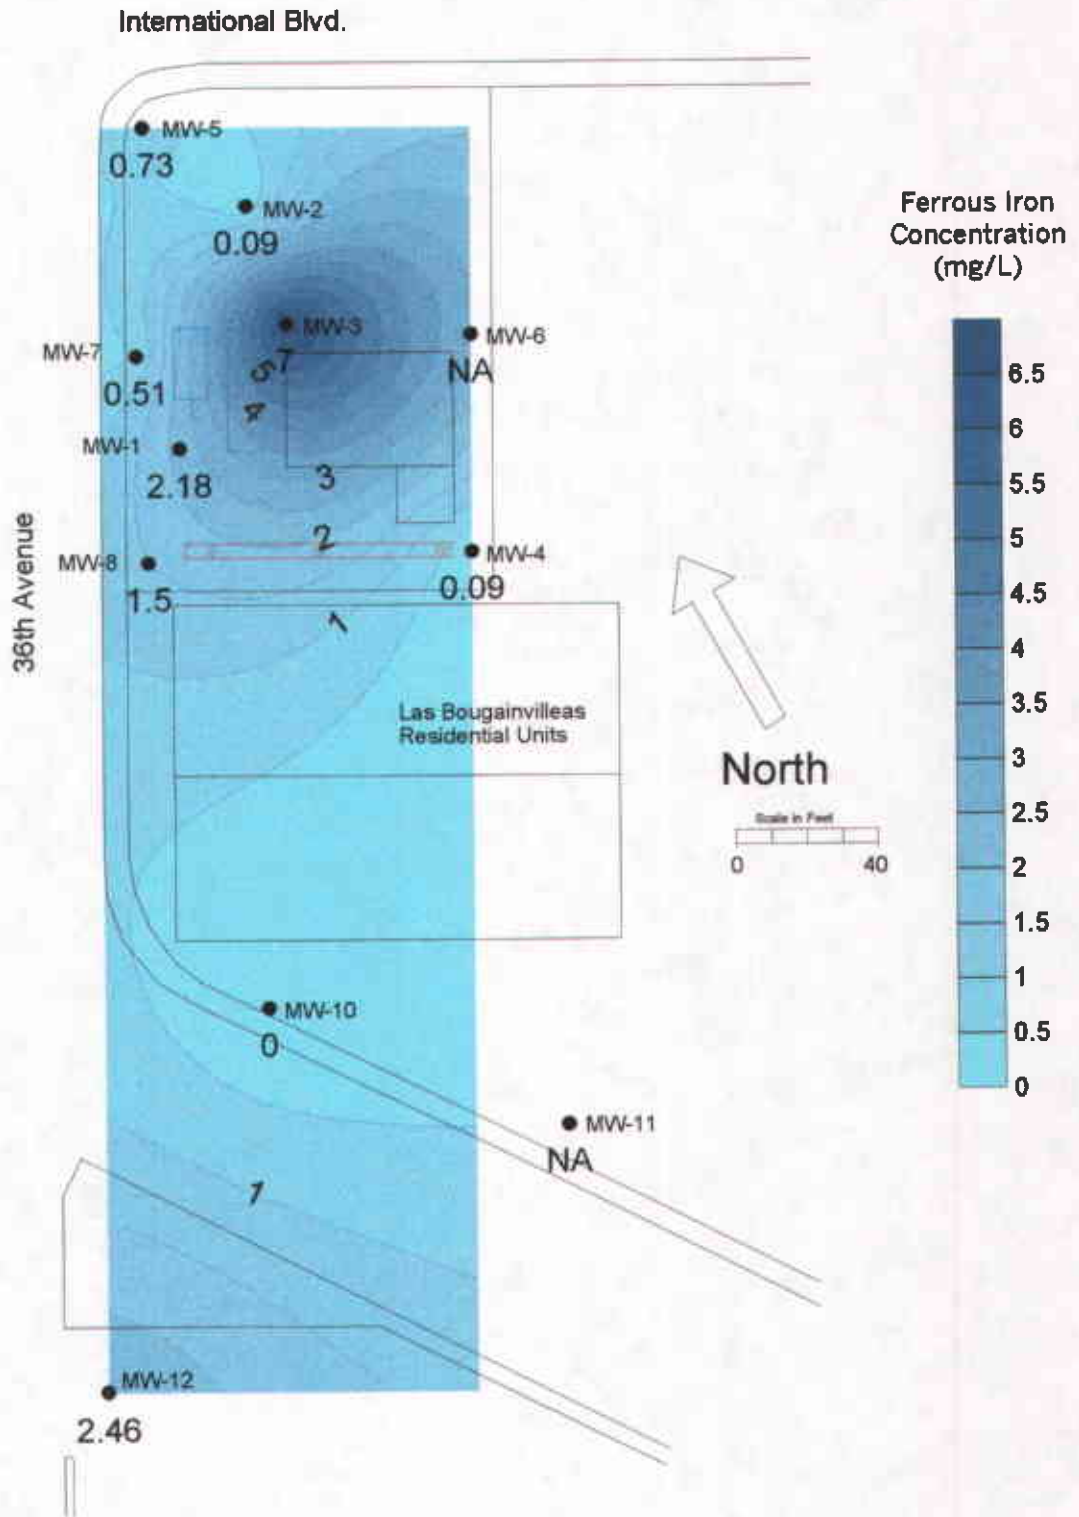 International Blvd.
MW-5
0.73
MW-2
0.09
Ferrous Iron
Concentration
(mg/L)
MW-3
7
MW-6
NA
MW-7
0.51
5
4
MW-1
2.18
3
2
MW-8
1.5
MW-4
0.09
1
36th Avenue
Las Bougainvilleas
Residential Units
North
Scale in Feet
0
40
6.5
6
5.5
5
4.5
4
3.5
3
2.5
2
1.5
1
0.5
0
MW-10
0
MW-11
NA
1
MW-12
2.46